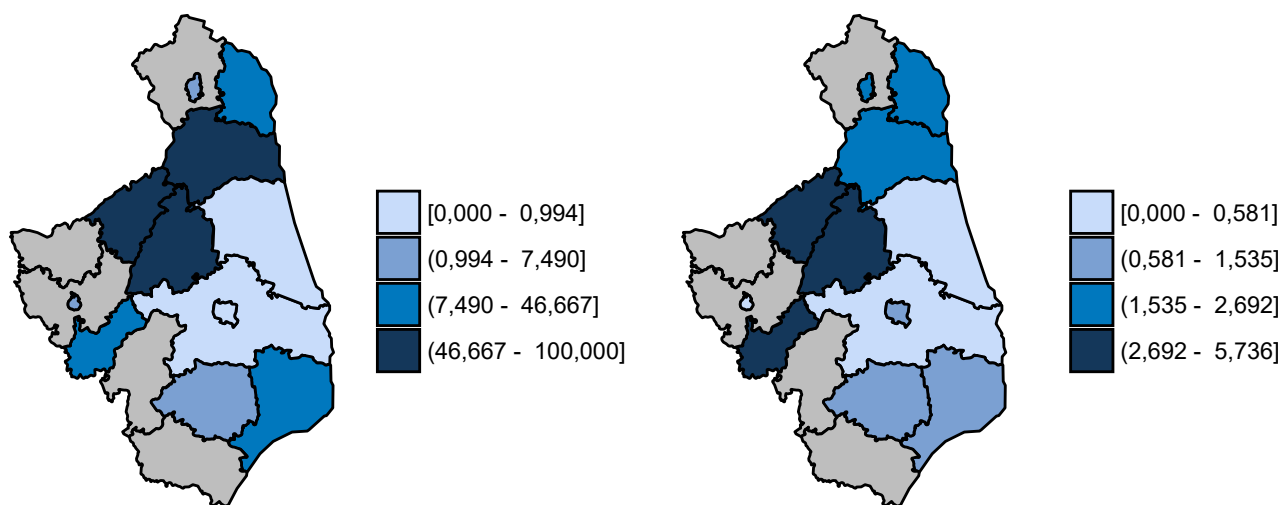 [0,000 - 0,994]
(0,994 - 7,490]
(7,490 - 46,667]
(46,667 - 100,000]
[0,000 - 0,581]
(0,581 - 1,535]
(1,535 - 2,692]
(2,692 - 5,736]